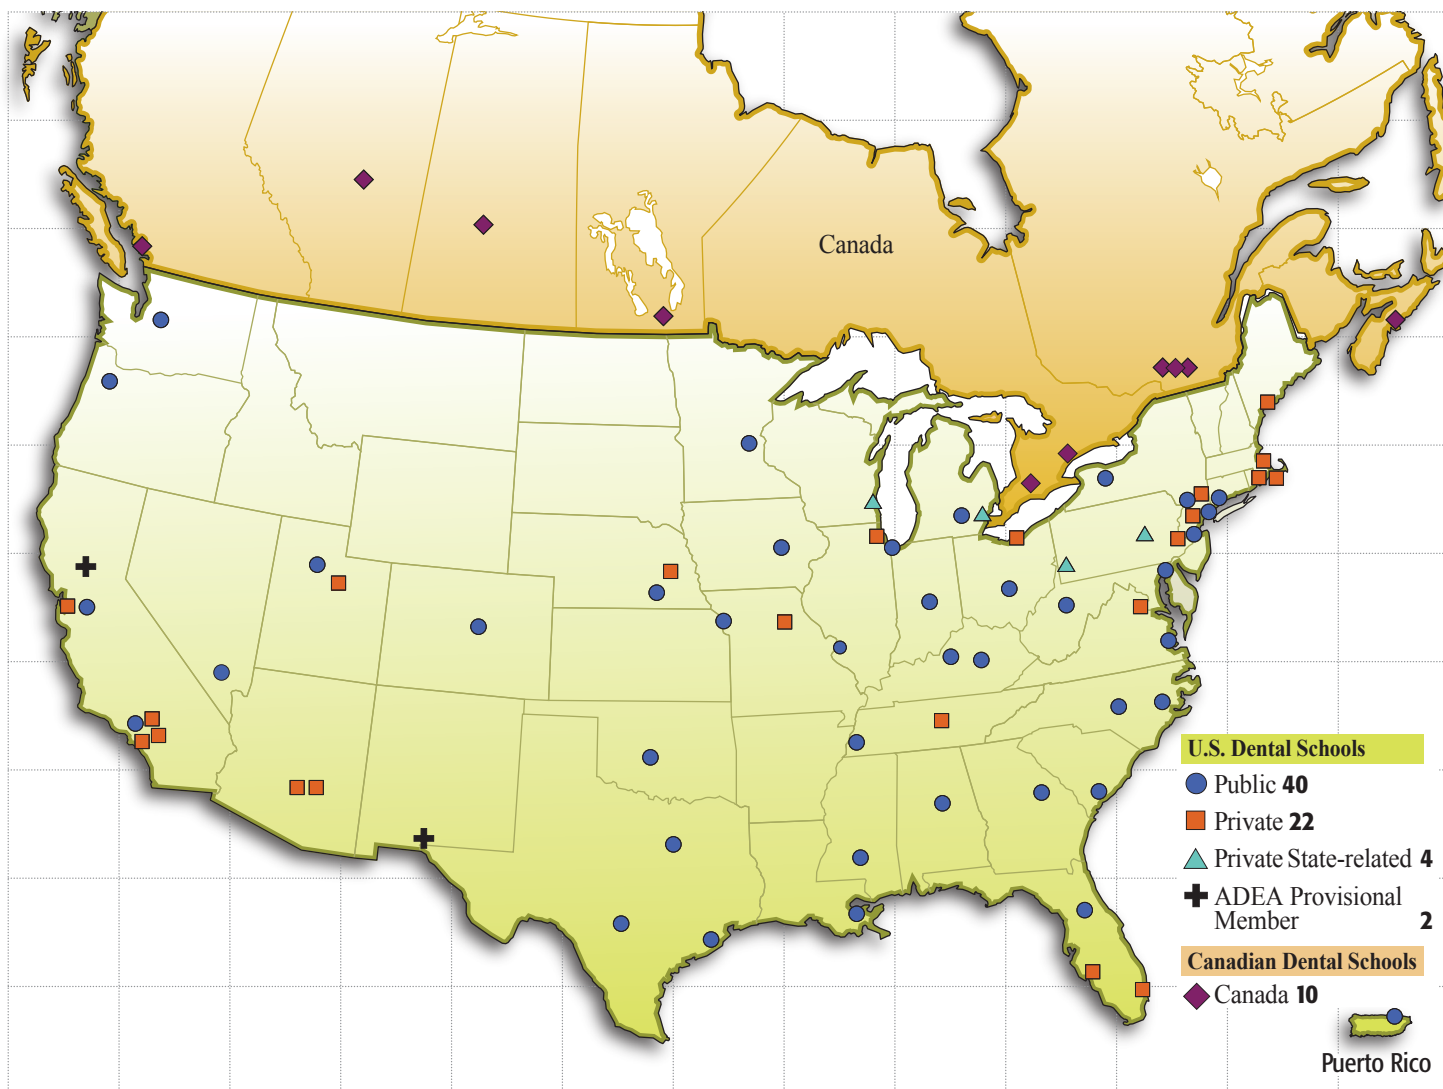 Canada
U.S. Dental Schools
Public 40
Private 22
Private State-related 4
ADEA Provisional
Member 2
Canadian Dental Schools
Canada 10
Puerto Rico